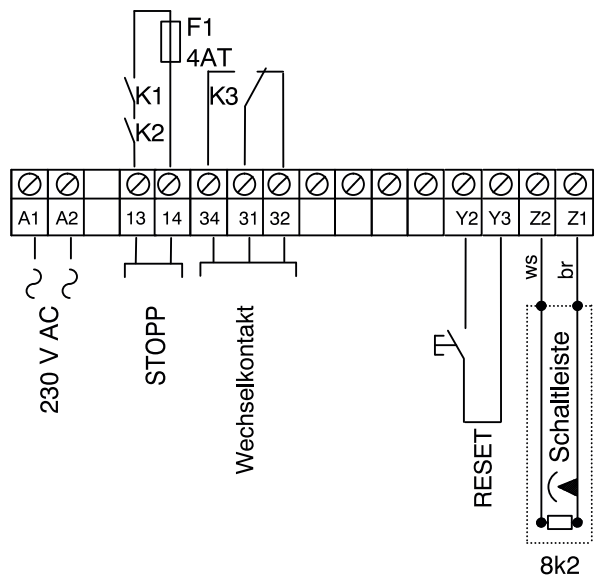 F1
4AT
K1
K2
K3
A1 A2 13 14 34 31 32 Y2 Y3 Z2 Z1
ws
br
230 V AC
STOPP
Wechselkontakt
RESET
Schaltleiste
8k2